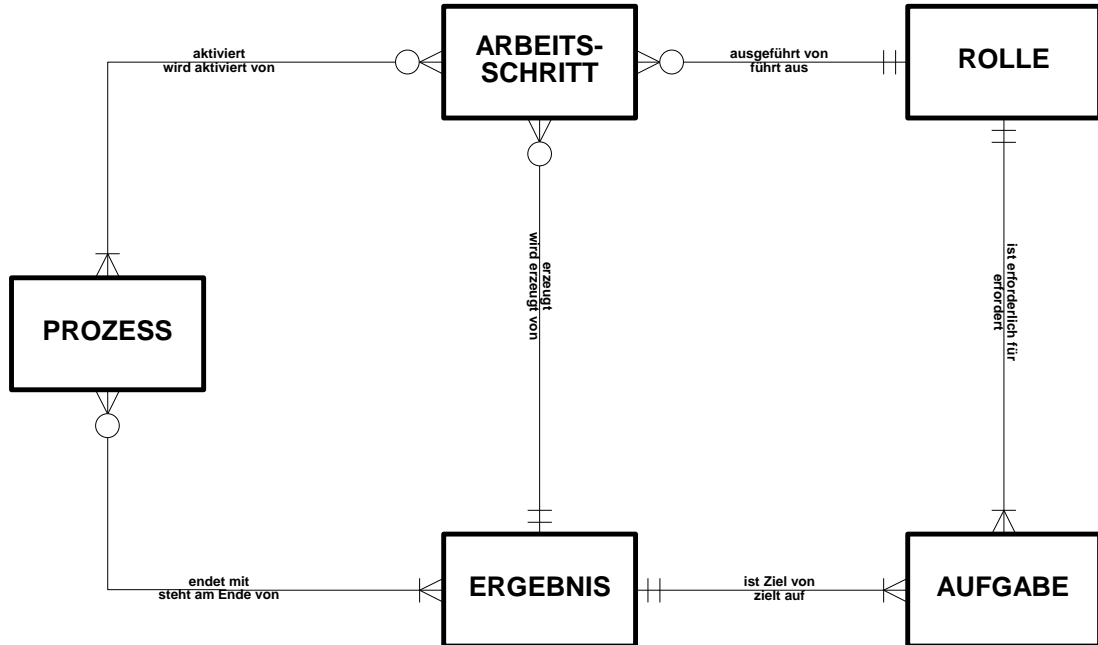 ARBEITS-
SCHRITT
aktiviert
wird aktiviert von
ausgeführt von
führt aus
ROLLE
erzeugt
wird erzeugt von
ist erforderlich für
erfordert
PROZESS
endet mit
steht am Ende von
ERGEBNIS
ist Ziel von
zielt auf
AUFGABE